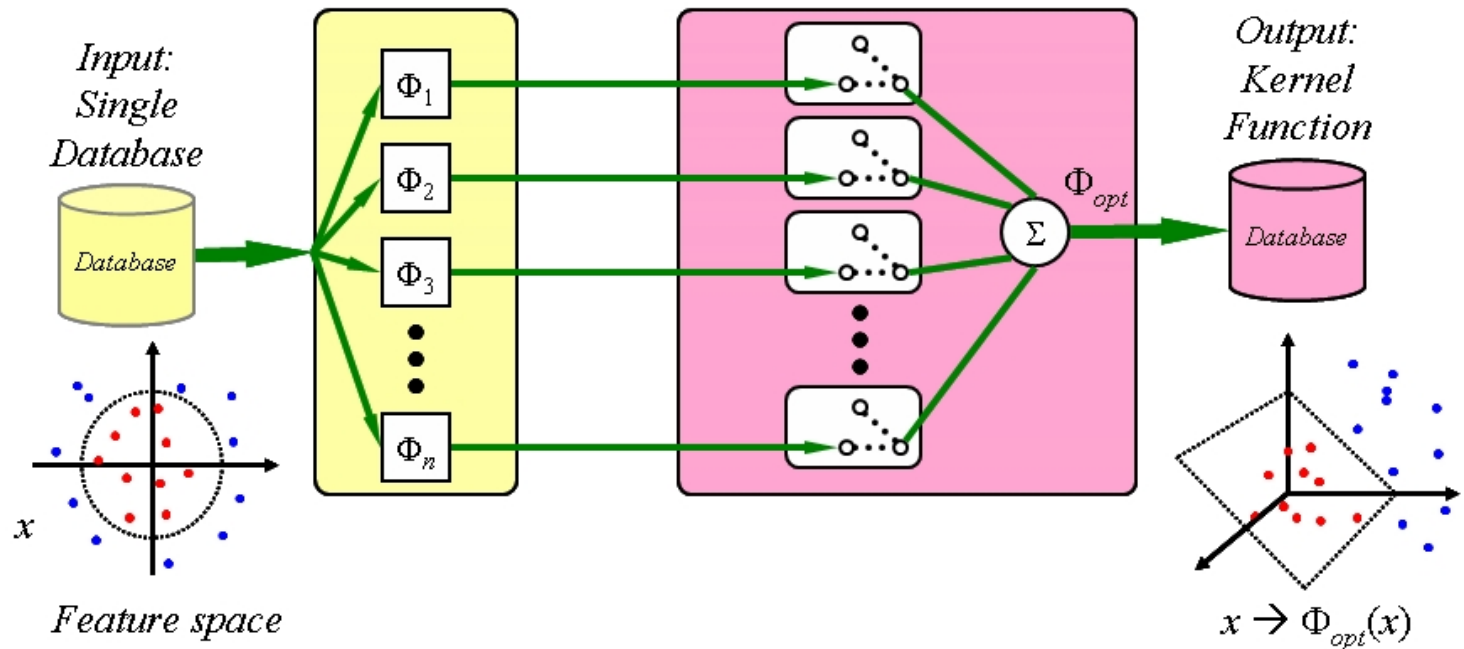 Input:
Single
Database
Database
Φ1
Φ2
Φ3
Φn
Σ
Φopt
Output:
Kernel
Function
Database
x
Feature space
x → Φopt(x)